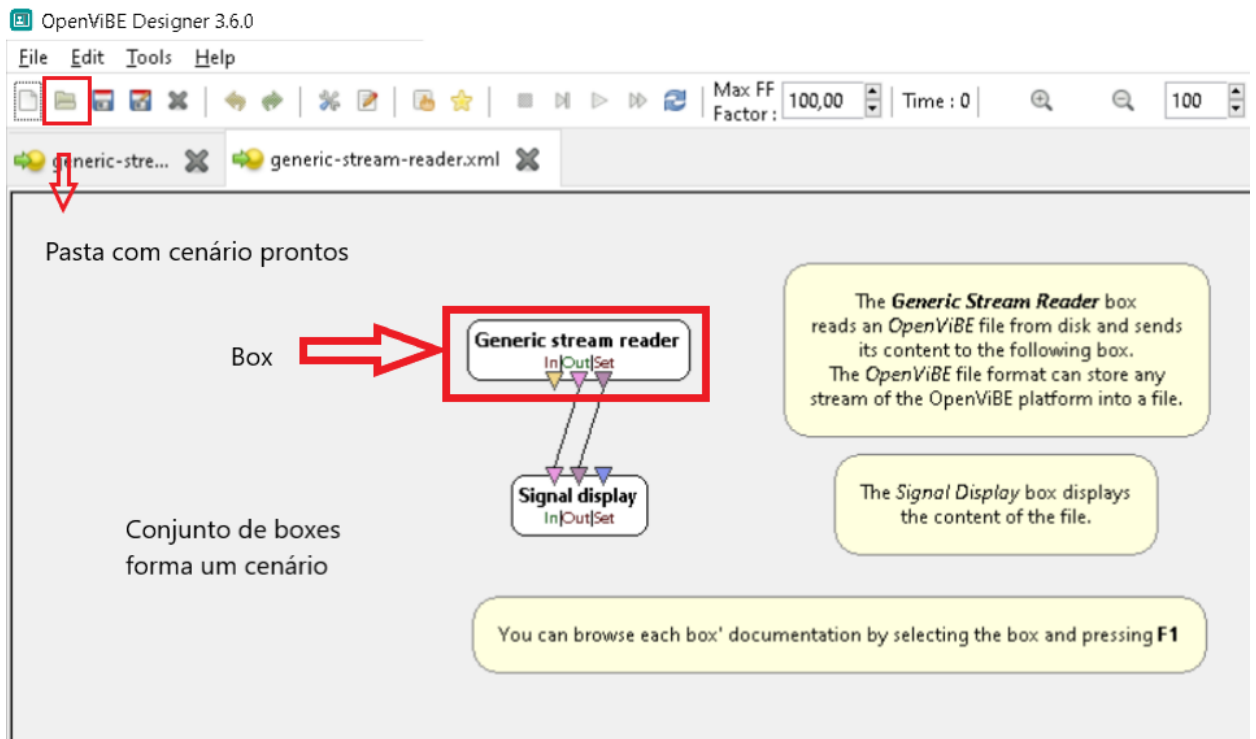 OpenViBE Designer 3.6.0
File Edit Tools Help
Max FF
Factor :
100,00
Time : 0
100
generic-stre...
generic-stream-reader.xml
Pasta com cenário prontos
Box
Generic stream reader
In|Out|Set
The Generic Stream Reader box
reads an OpenViBE file from disk and sends
its content to the following box.
The OpenViBE file format can store any
stream of the OpenViBE platform into a file.
Signal display
In|Out|Set
The Signal Display box displays
the content of the file.
Conjunto de boxes
forma um cenário
You can browse each box' documentation by selecting the box and pressing F1